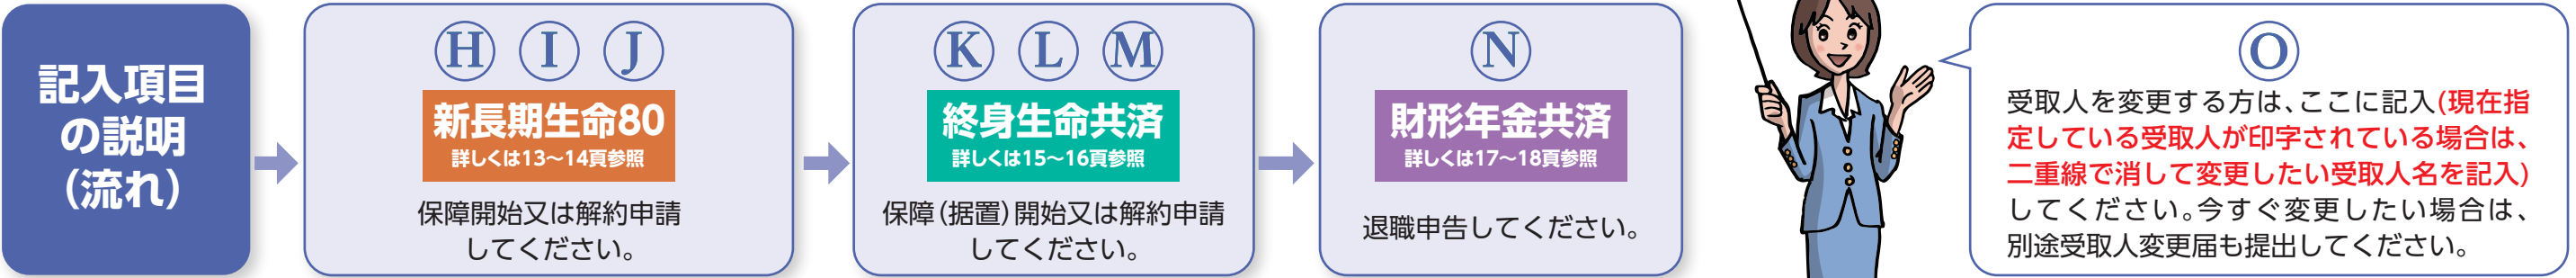 記入項目
の説明
（流れ）
H I J
新長期生命80
詳しくは13〜14頁参照
保障開始又は解約申請
してください。
K L M
終身生命共済
詳しくは15〜16頁参照
保障（据置）開始又は解約申請
してください。
N
財形年金共済
詳しくは17〜18頁参照
退職申告してください。
O
受取人を変更する方は、ここに記入(現在指
定している受取人が印字されている場合は、
二重線で消して変更したい受取人名を記入)
してください。今すぐ変更したい場合は、
別途受取人変更届も提出してください。